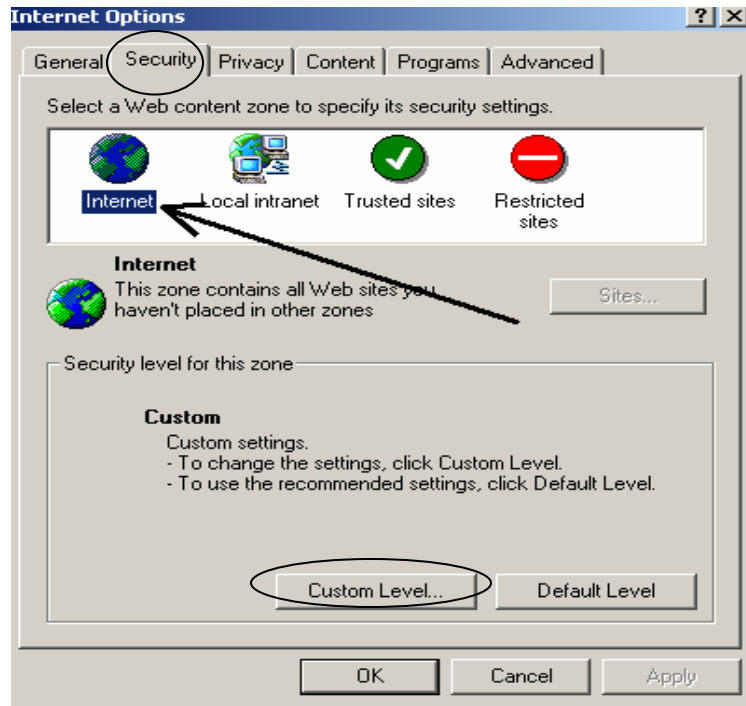 Internet Options ? X
General Security Privacy Content Programs Advanced
Select a Web content zone to specify its security settings.
Internet Local intranet Trusted sites Restricted sites
Internet
This zone contains all Web sites you
haven't placed in other zones
Sites...
Security level for this zone
Custom
Custom settings.
- To change the settings, click Custom Level.
- To use the recommended settings, click Default Level.
Custom Level... Default Level
OK Cancel Apply